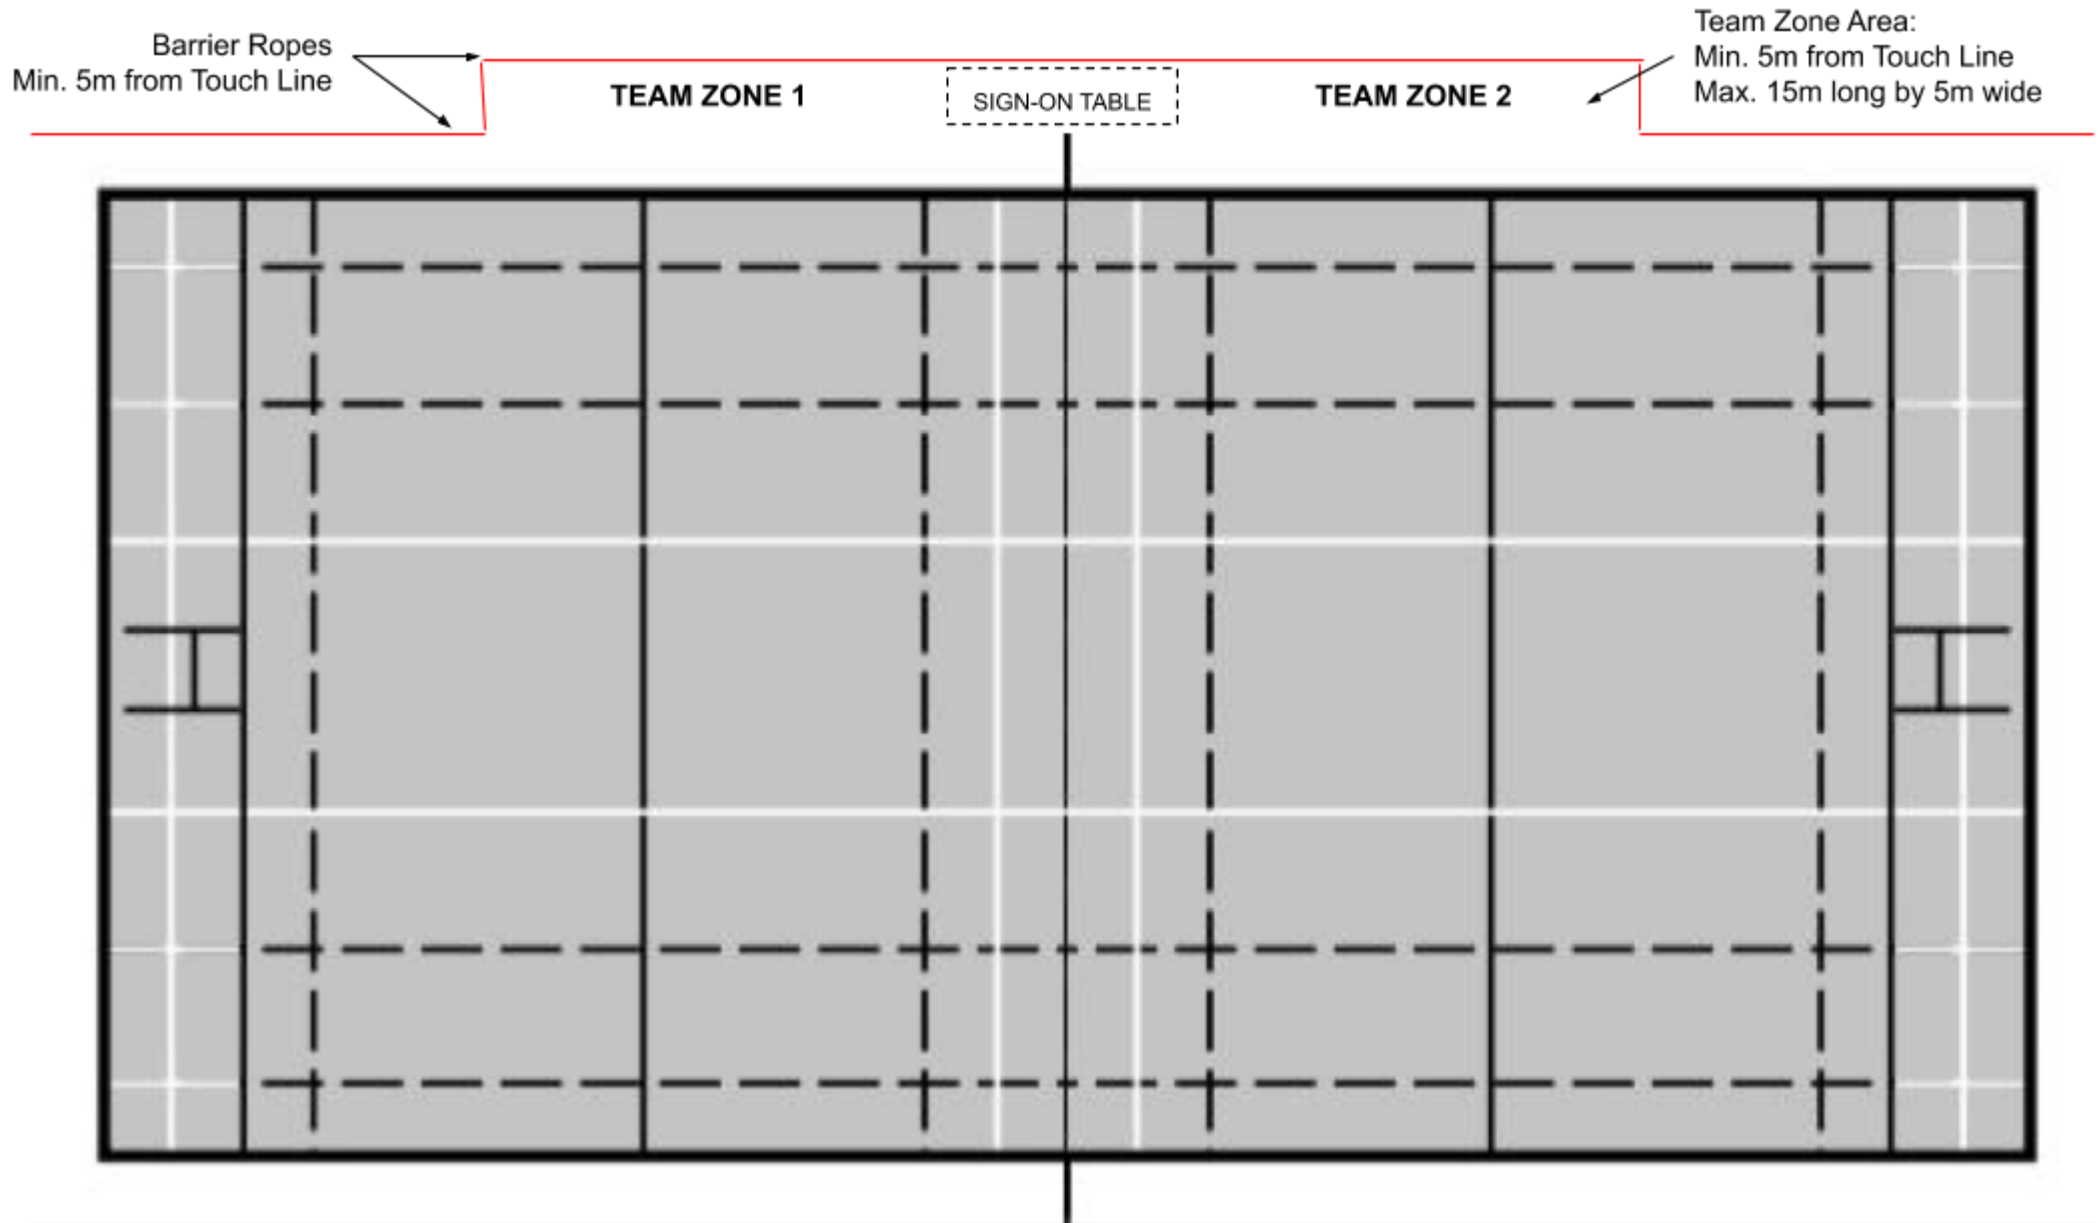 Barrier Ropes
Min. 5m from Touch Line
TEAM ZONE 1
SIGN-ON TABLE
TEAM ZONE 2
Team Zone Area:
Min. 5m from Touch Line
Max. 15m long by 5m wide